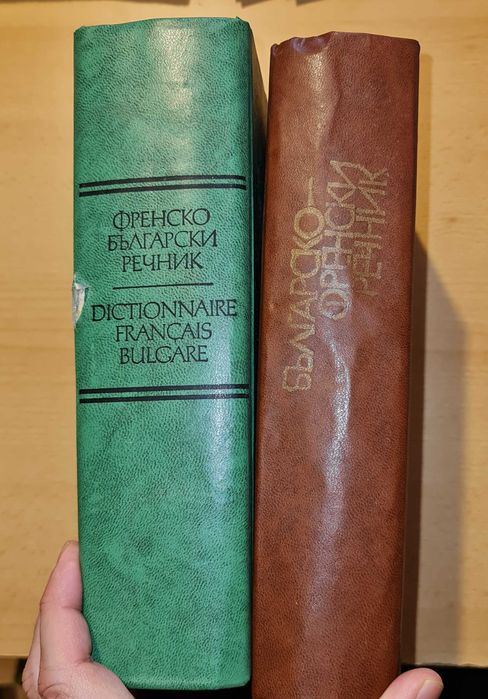 ФРЕНСКО
БЪЛГАРСКИ
РЕЧНИК
DICTIONNAIRE
FRANÇAIS
BULGARE
БЪЛГАРСКО—
ФРЕНСКИ
РЕЧНИК